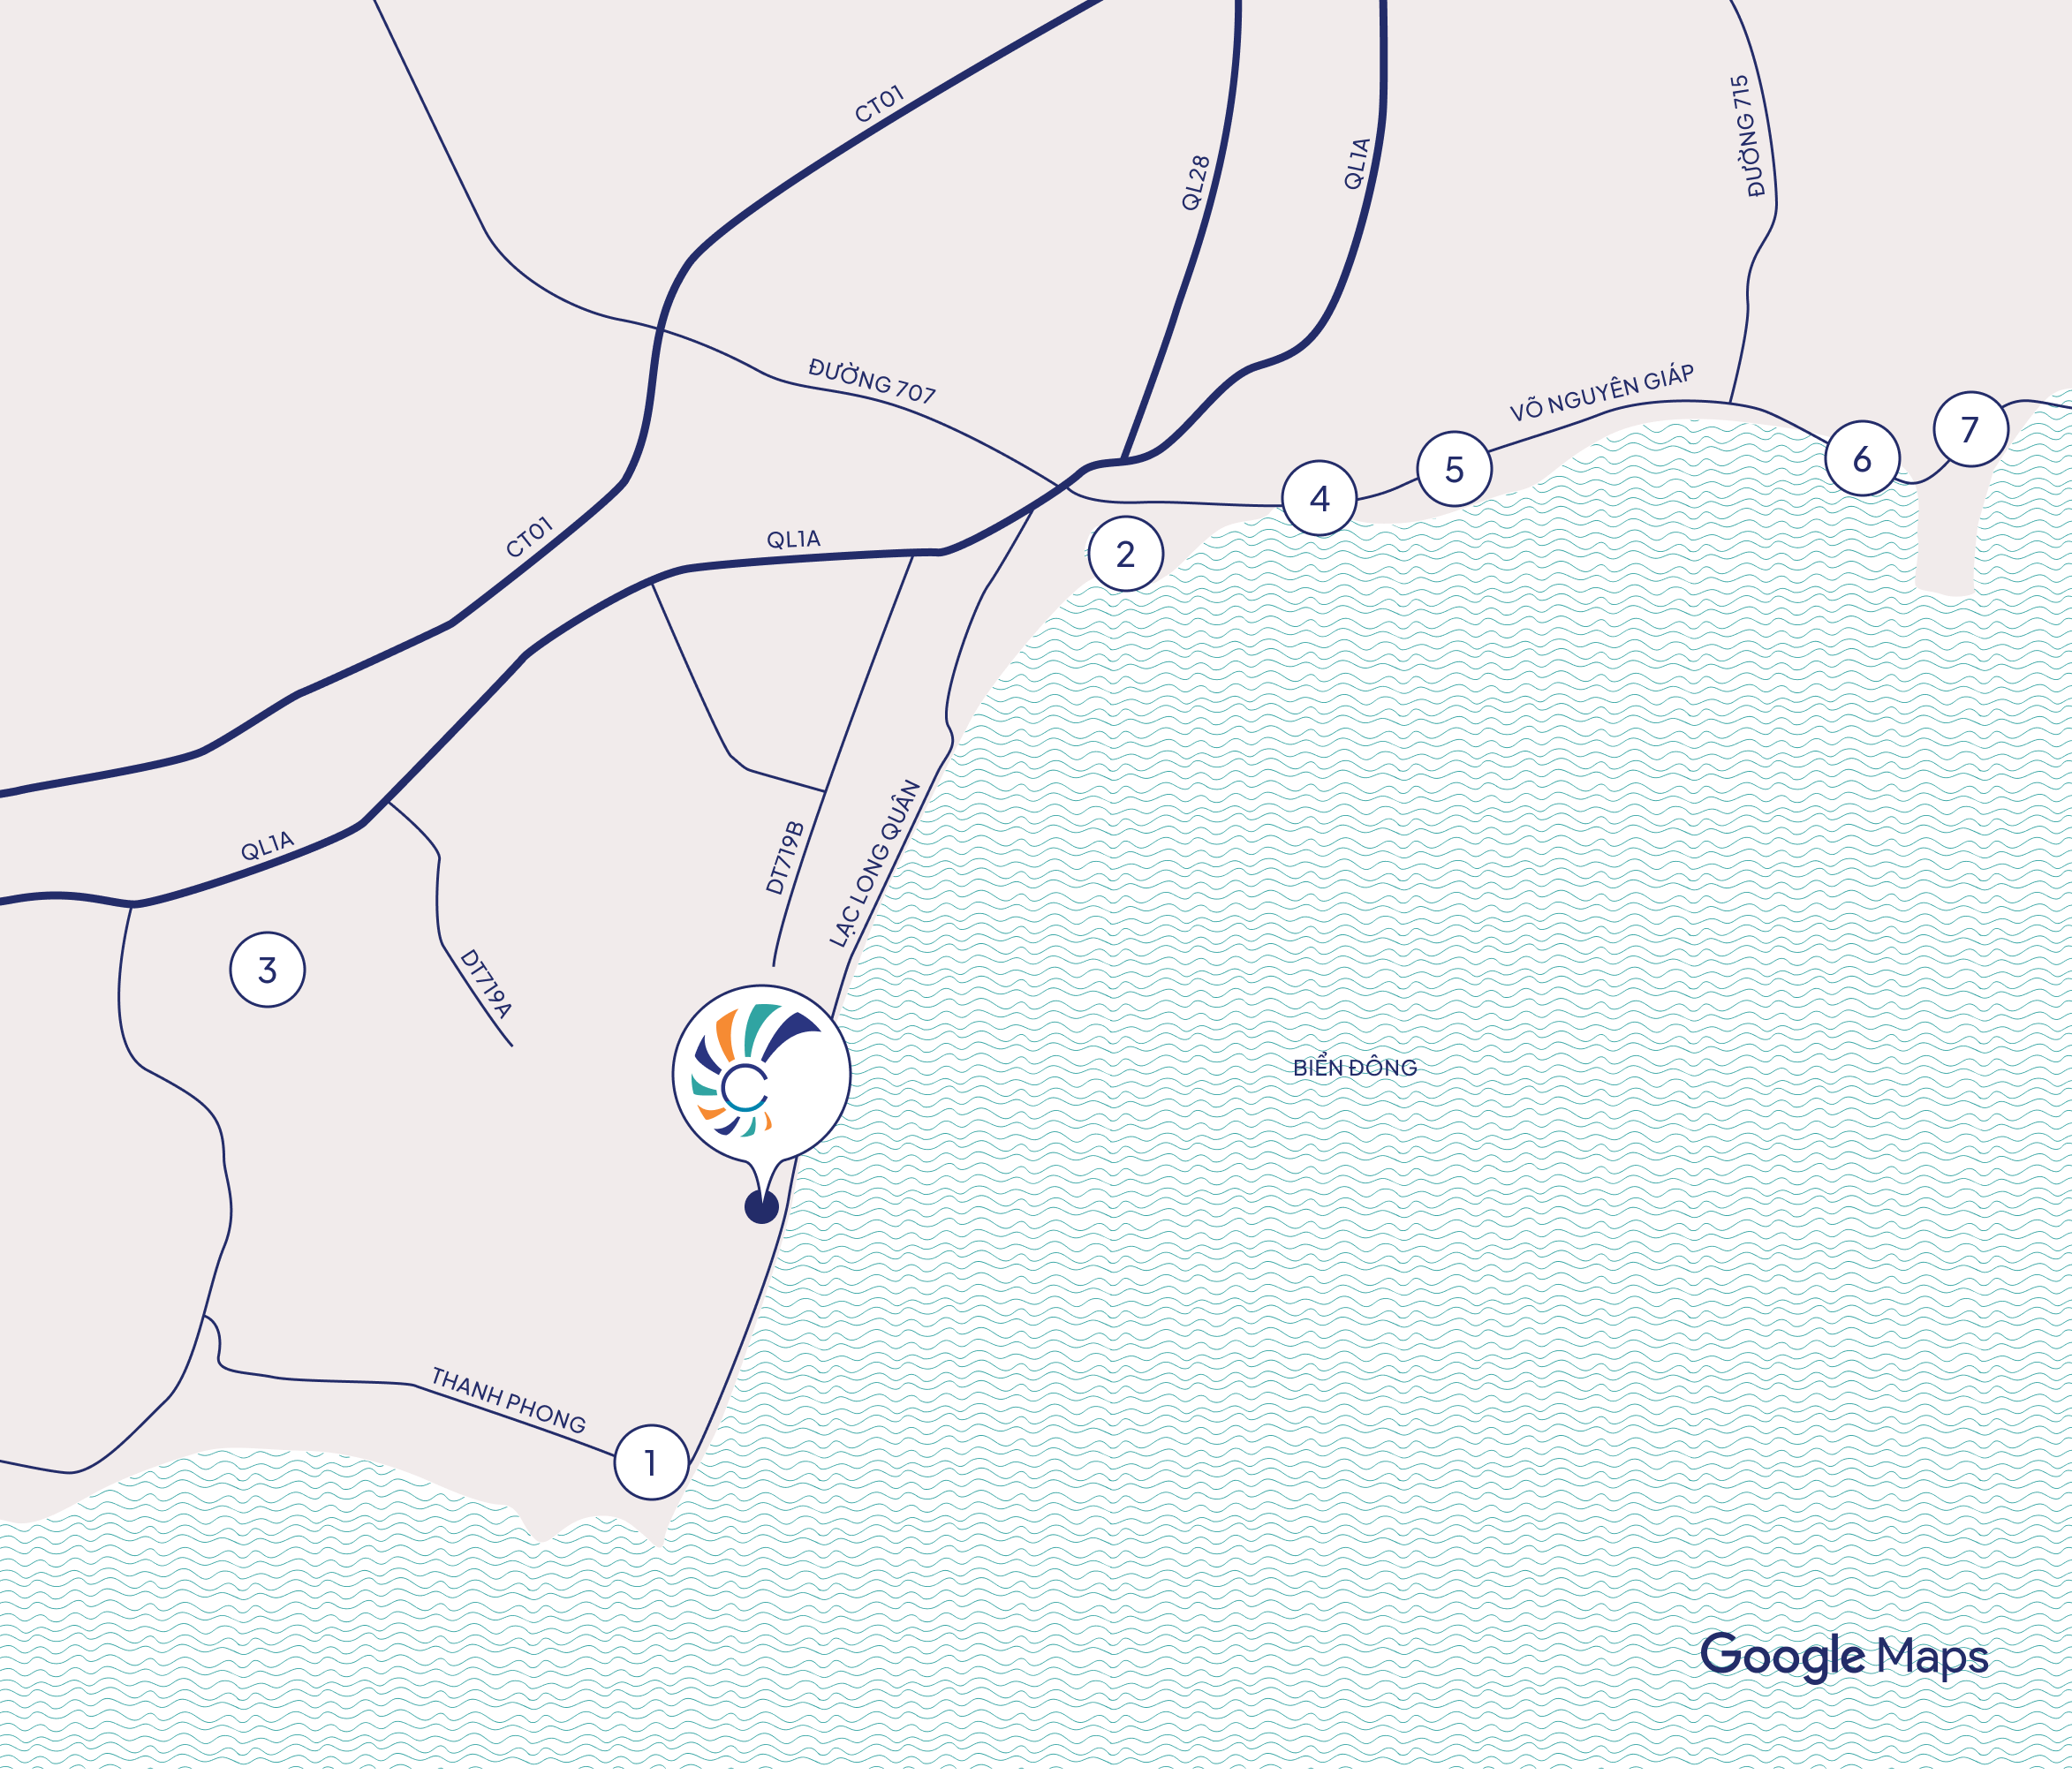 CT01
QL28
QL1A
ĐƯỜNG 715
ĐƯỜNG 707
VÕ NGUYÊN GIÁP
7
6
5
4
CT01
QL1A
2
QL1A
DT719B
LẠC LONG QUÂN
3
DT719A
BIỂN ĐÔNG
THANH PHONG
1
Google Maps